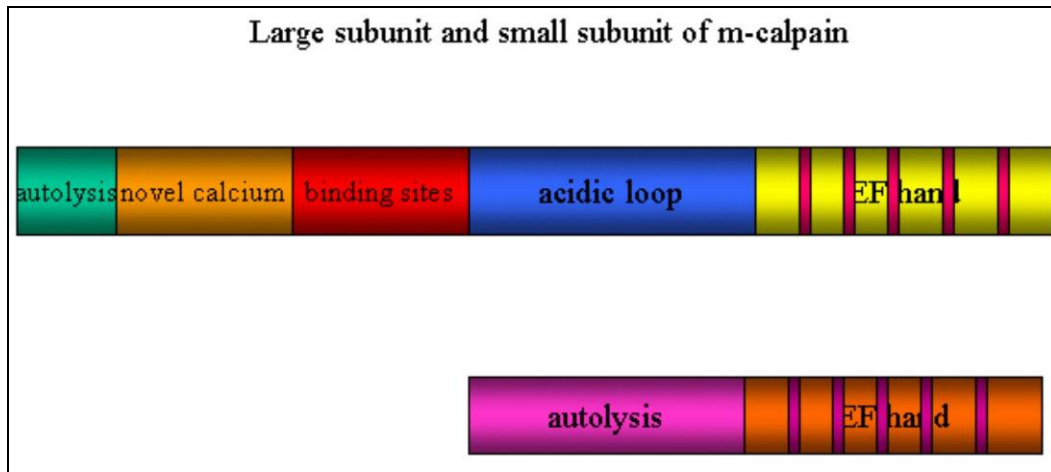 Large subunit and small subunit of m-calpain
autolysis novel calcium binding sites acidic loop EF hand
autolysis EF hand